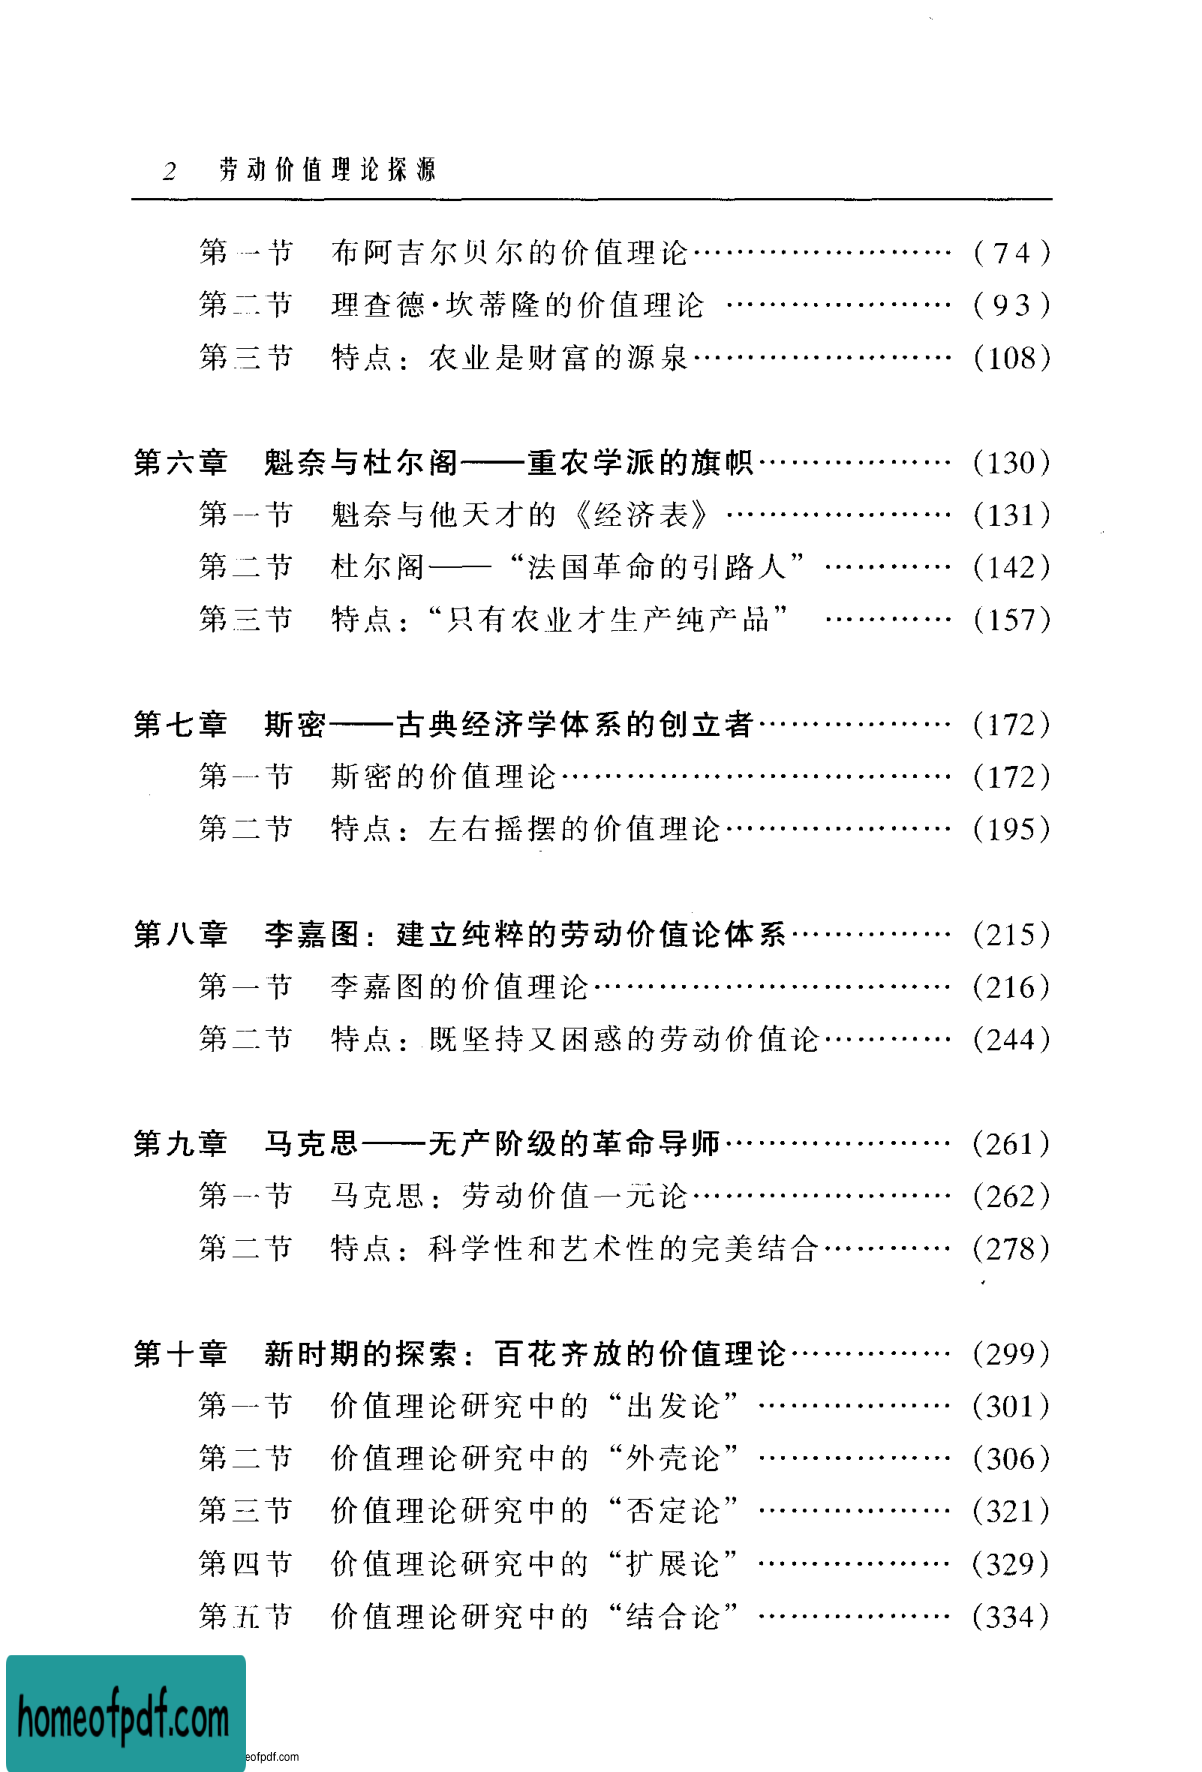 2 劳动价值理论探源
第一节 布阿吉尔贝尔的价值理论…………………… (74)
第二节 理查德·坎蒂隆的价值理论 ………………… (93)
第三节 特点：农业是财富的源泉…………………… (108)
第六章 魁奈与杜尔阁——重农学派的旗帜……………… (130)
第一节 魁奈与他天才的《经济表》 ………………… (131)
第二节 杜尔阁——“法国革命的引路人” ………… (142)
第三节 特点：“只有农业才生产纯产品” ………… (157)
第七章 斯密——古典经济学体系的创立者……………… (172)
第一节 斯密的价值理论……………………………… (172)
第二节 特点：左右摇摆的价值理论………………… (195)
第八章 李嘉图：建立纯粹的劳动价值论体系…………… (215)
第一节 李嘉图的价值理论…………………………… (216)
第二节 特点：既坚持又困惑的劳动价值论………… (244)
第九章 马克思——无产阶级的革命导师………………… (261)
第一节 马克思：劳动价值一元论…………………… (262)
第二节 特点：科学性和艺术性的完美结合………… (278)
第十章 新时期的探索：百花齐放的价值理论…………… (299)
第一节 价值理论研究中的“出发论” ……………… (301)
第二节 价值理论研究中的“外壳论” ……………… (306)
第三节 价值理论研究中的“否定论” ……………… (321)
第四节 价值理论研究中的“扩展论” ……………… (329)
第五节 价值理论研究中的“结合论” ……………… (334)
homeofpdf.com
eofpdf.com